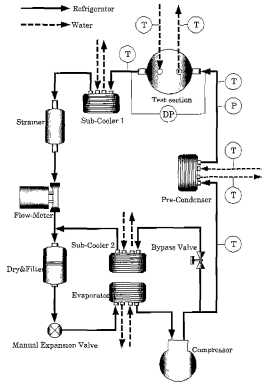 Refrigerator
Water
T
T
T
T
Test section
DP
P
Sub-Cooler 1
Strainer
T
Pre-Condenser
T
Flow-Meter
T
Sub-Cooler 2
Bypass Valve
Dry&Filter
Evaporator
Manual Expansion Valve
Compressor